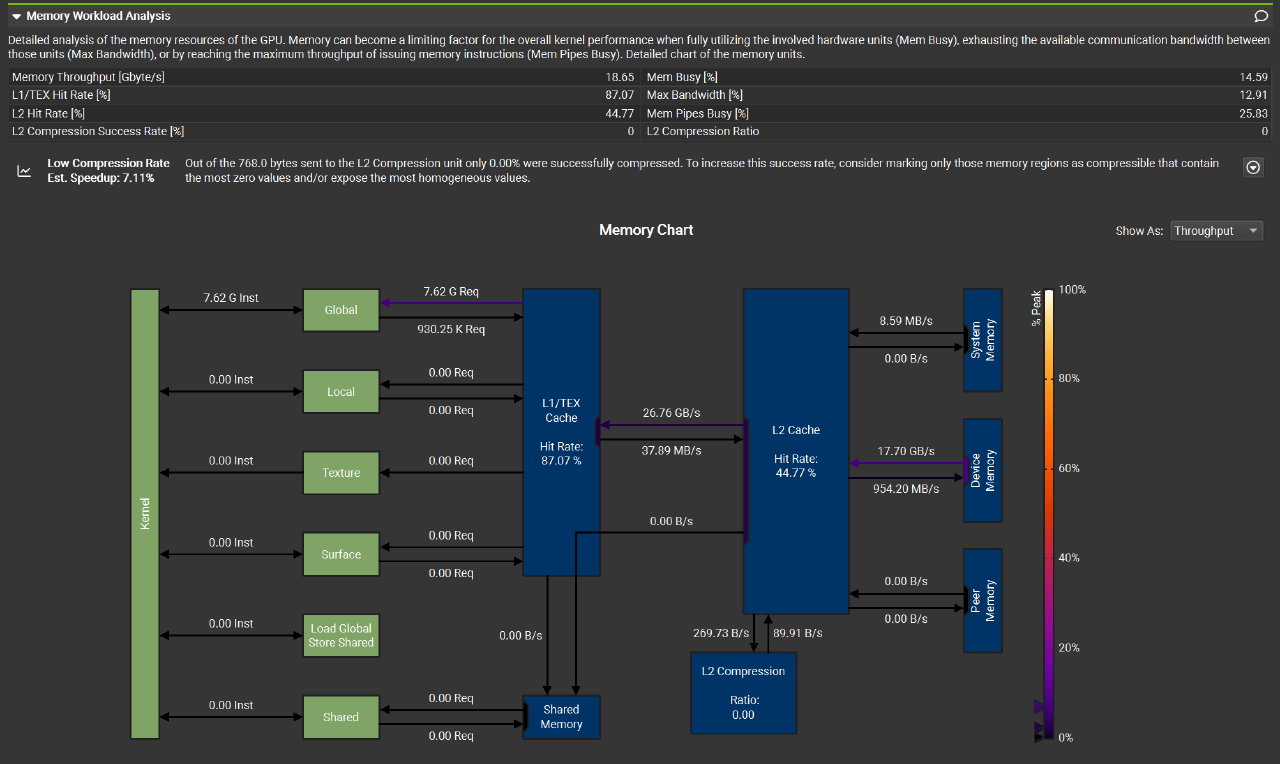 Memory Workload Analysis
Detailed analysis of the memory resources of the GPU. Memory can become a limiting factor for the overall kernel performance when fully utilizing the involved hardware units (Mem Busy), exhausting the available communication bandwidth between
those units (Max Bandwidth), or by reaching the maximum throughput of issuing memory instructions (Mem Pipes Busy). Detailed chart of the memory units.
Memory Throughput [Gbyte/s] 18.65 Mem Busy [%] 14.59
L1/TEX Hit Rate [%] 87.07 Max Bandwidth [%] 12.91
L2 Hit Rate [%] 44.77 Mem Pipes Busy [%] 25.83
L2 Compression Success Rate [%] 0 L2 Compression Ratio 0
Low Compression Rate
Est. Speedup: 7.11%
Out of the 768.0 bytes sent to the L2 Compression unit only 0.00% were successfully compressed. To increase this success rate, consider marking only those memory regions as compressible that contain
the most zero values and/or expose the most homogeneous values.
Memory Chart
Show As: Throughput
Kernel
7.62 G Inst
Global
7.62 G Req
930.25 K Req
0.00 Inst
Local
0.00 Req
0.00 Req
0.00 Inst
Texture
0.00 Req
0.00 Inst
Surface
0.00 Req
0.00 Req
0.00 Inst
Load Global
Store Shared
0.00 Inst
Shared
0.00 Req
0.00 Req
L1/TEX
Cache
Hit Rate:
87.07 %
0.00 B/s
Shared
Memory
26.76 GB/s
37.89 MB/s
0.00 B/s
L2 Cache
Hit Rate:
44.77 %
269.73 B/s
89.91 B/s
L2 Compression
Ratio:
0.00
8.59 MB/s
0.00 B/s
System
Memory
17.70 GB/s
954.20 MB/s
Device
Memory
0.00 B/s
0.00 B/s
Peer
Memory
% Peak
100%
80%
60%
40%
20%
0%